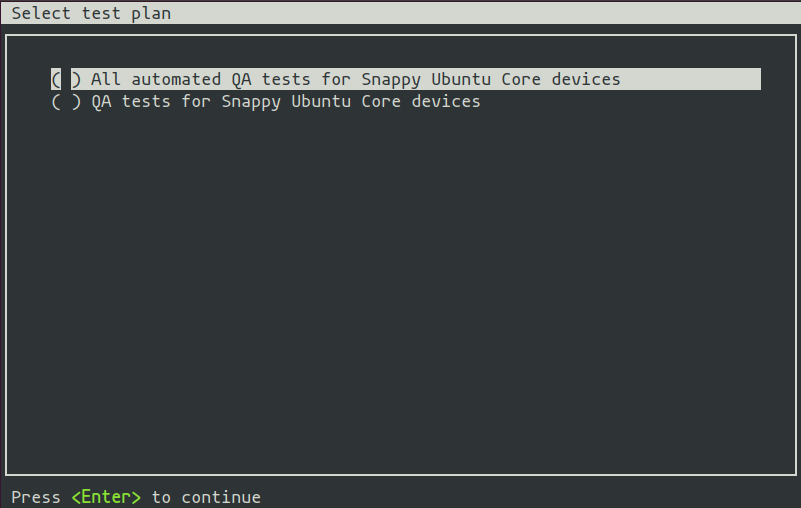 Select test plan
( ) All automated QA tests for Snappy Ubuntu Core devices
( ) QA tests for Snappy Ubuntu Core devices
Press <Enter> to continue